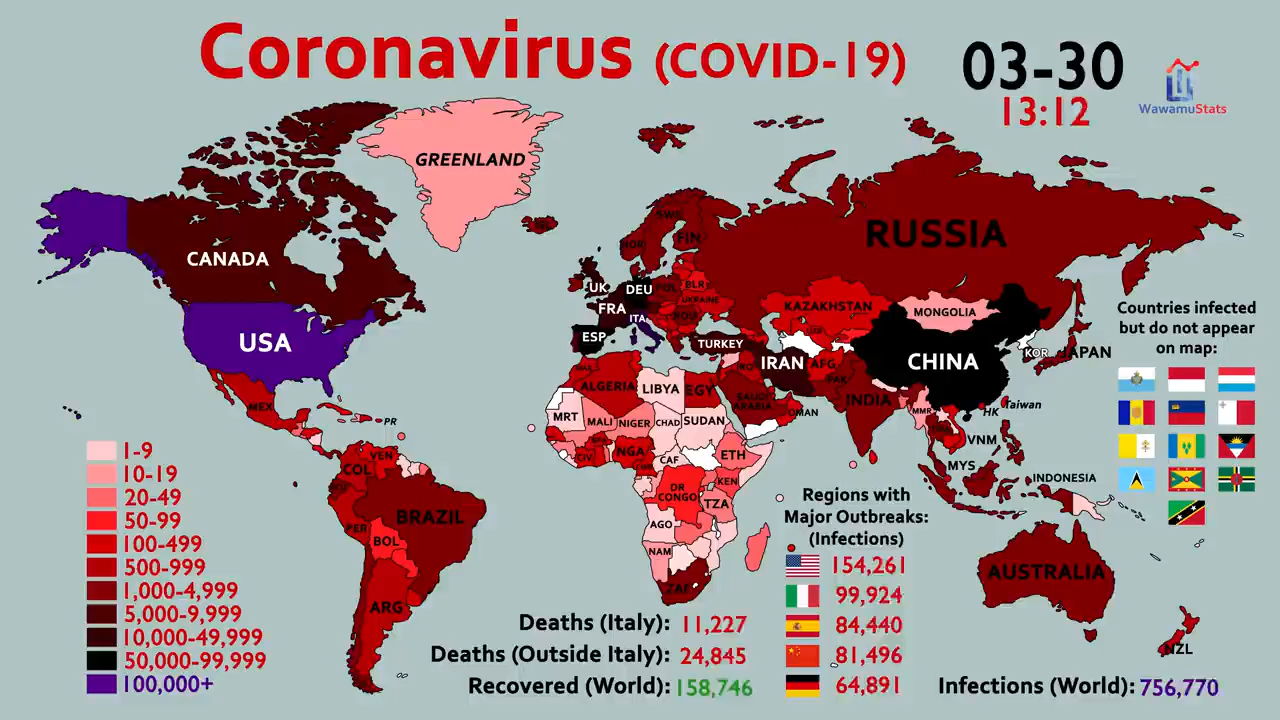 Coronavirus (COVID-19)
03-30
13:12
WawamuStats
GREENLAND
RUSSIA
CANADA
USA
SWE
FIN
NOR
UK
DEU
POL
BLR
UKRAINE
FRA
ITA
ROU
ESP
TURKEY
KAZAKHSTAN
MONGOLIA
IRAN
AFG
PAK
CHINA
KOR
JAPAN
Countries infected
but do not appear
on map:
MEX
PR
ALGERIA
LIBYA
EGY
SAUDI
ARABIA
OMAN
INDIA
MMR
HK
Taiwan
VNM
MYS
INDONESIA
MRT
MALI
NIGER
CHAD
SUDAN
CIV
NGA
CAF
ETH
KEN
DR
CONGO
TZA
AGO
NAM
ZAF
VEN
COL
PER
BRAZIL
BOL
ARG
AUSTRALIA
NZL
1-9
10-19
20-49
50-99
100-499
500-999
1,000-4,999
5,000-9,999
10,000-49,999
50,000-99,999
100,000+
Regions with
Major Outbreaks:
(Infections)
154,261
99,924
84,440
81,496
64,891
Deaths (Italy): 11,227
Deaths (Outside Italy): 24,845
Recovered (World): 158,746
Infections (World): 756,770